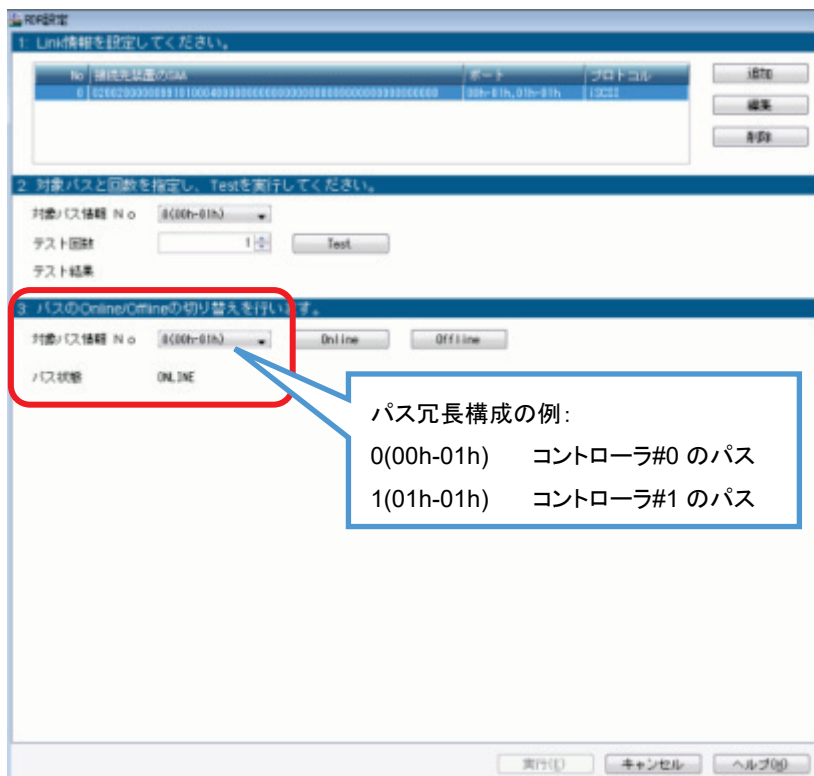 RDR設定
1: Link情報を設定してください。
No 接続先装置のGAA ポート プロトコル
0 00h-01h,01h-01h iSCSI
追加
編集
削除
2: 対象パスと回数を指定し、Testを実行してください。
対象パス情報 No 0(00h-01h)
テスト回数 1 Test
テスト結果
3: パスのOnline/Offlineの切り替えを行います。
対象パス情報 No 0(00h-01h) Online Offline
パス状態 ONLINE
パス冗長構成の例:
0(00h-01h) コントローラ#0 のパス
1(01h-01h) コントローラ#1 のパス
実行(E) キャンセル ヘルプ(H)